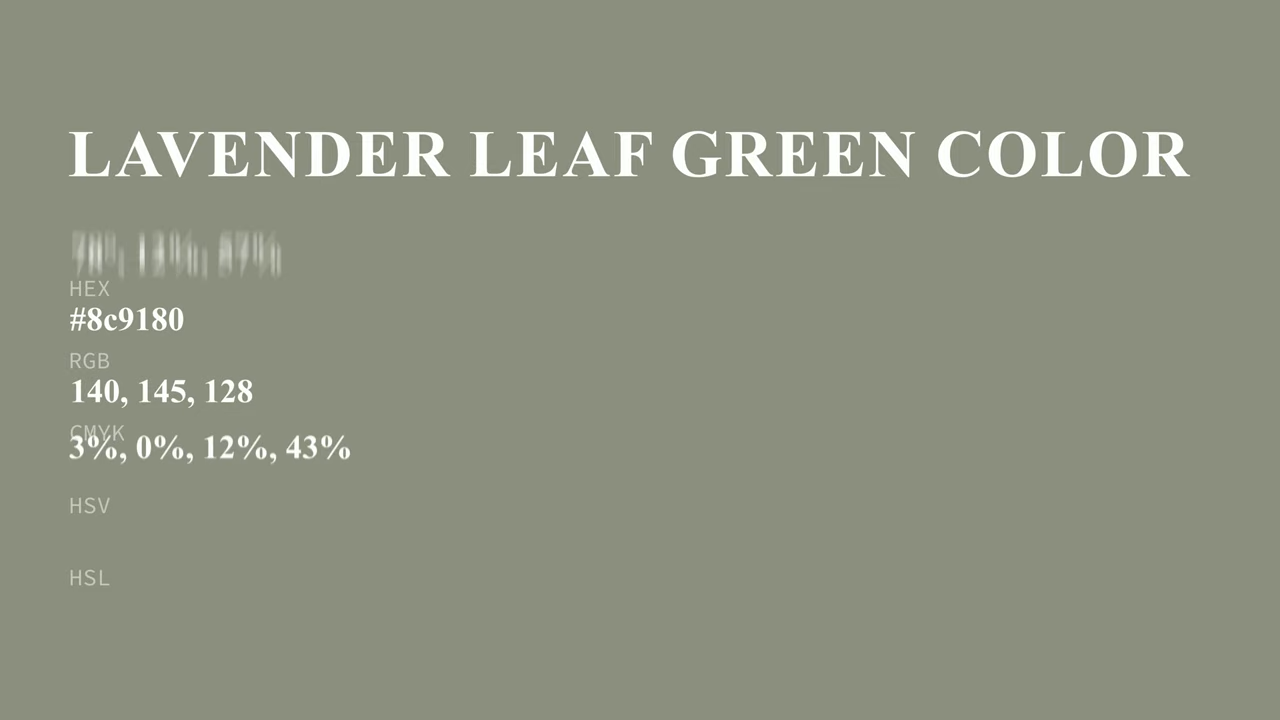 LAVENDER LEAF GREEN COLOR
HEX
#8c9180
RGB
140, 145, 128
CMYK
3%, 0%, 12%, 43%
HSV
HSL